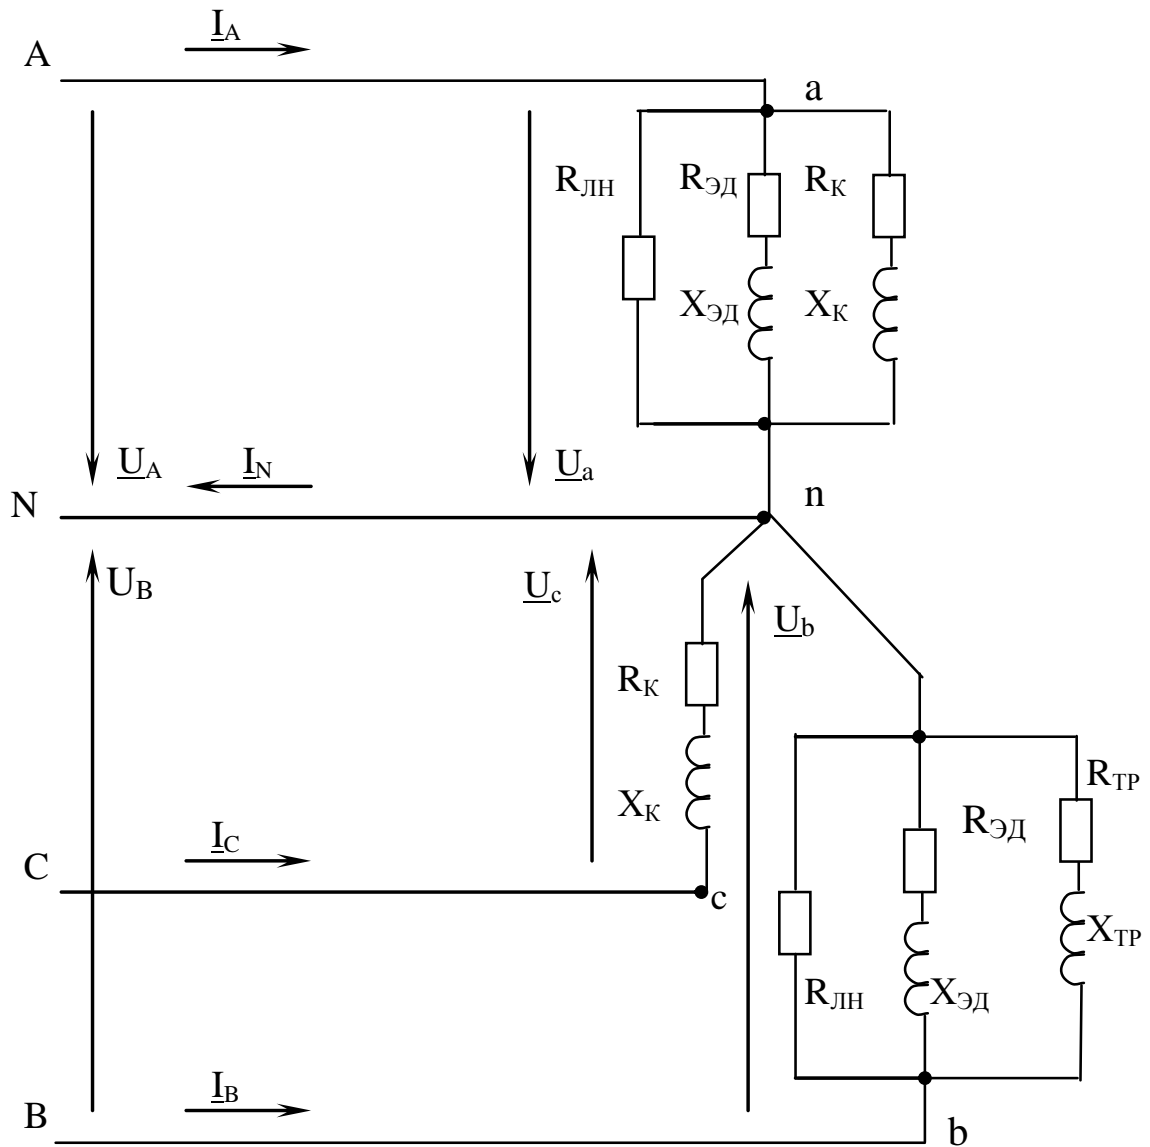 I_A
A
a
R_ЛН R_ЭД R_К
X_ЭД X_К
U_A I_N U_a
N n
U_B U_c U_b
R_К
R_ТР
X_К R_ЭД
I_C
C c
X_ТР
R_ЛН X_ЭД
I_B
B b